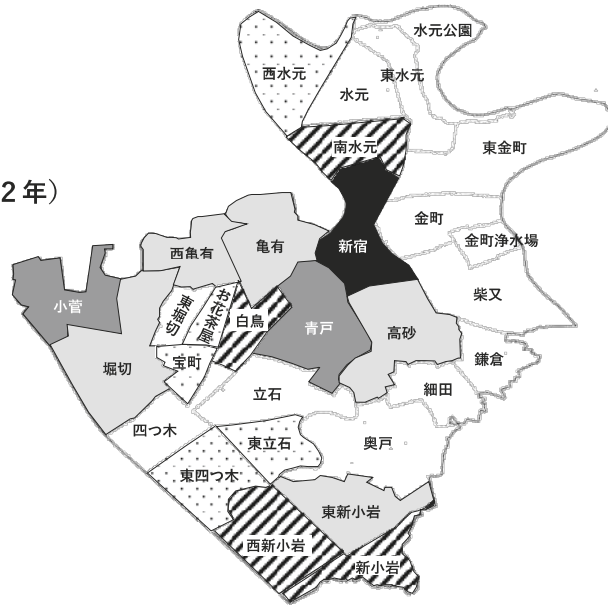 水元公園
西水元
東水元
水元
南水元
東金町
2年）
金町
金町浄水場
西亀有
亀有
新宿
柴又
小菅
東堀切
お花茶屋
白鳥
青戸
高砂
堀切
宝町
鎌倉
立石
細田
四つ木
東立石
奥戸
東四つ木
東新小岩
西新小岩
新小岩